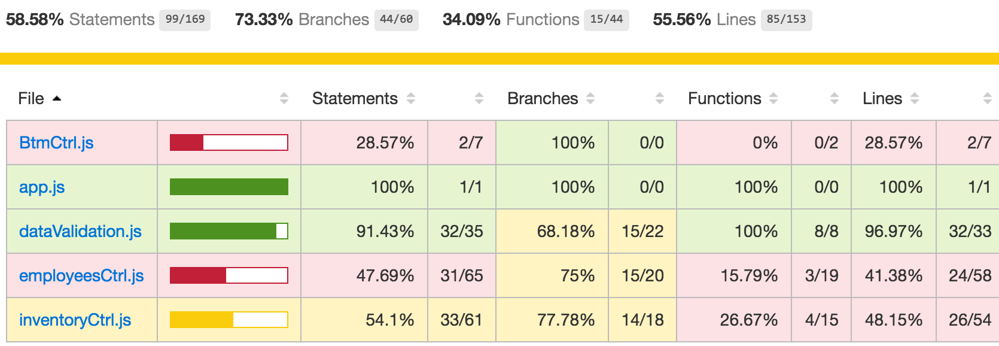 58.58% Statements 99/169 73.33% Branches 44/60 34.09% Functions 15/44 55.56% Lines 85/153
File Statements Branches Functions Lines
BtmCtrl.js 28.57% 2/7 100% 0/0 0% 0/2 28.57% 2/7
app.js 100% 1/1 100% 0/0 100% 0/0 100% 1/1
dataValidation.js 91.43% 32/35 68.18% 15/22 100% 8/8 96.97% 32/33
employeesCtrl.js 47.69% 31/65 75% 15/20 15.79% 3/19 41.38% 24/58
inventoryCtrl.js 54.1% 33/61 77.78% 14/18 26.67% 4/15 48.15% 26/54